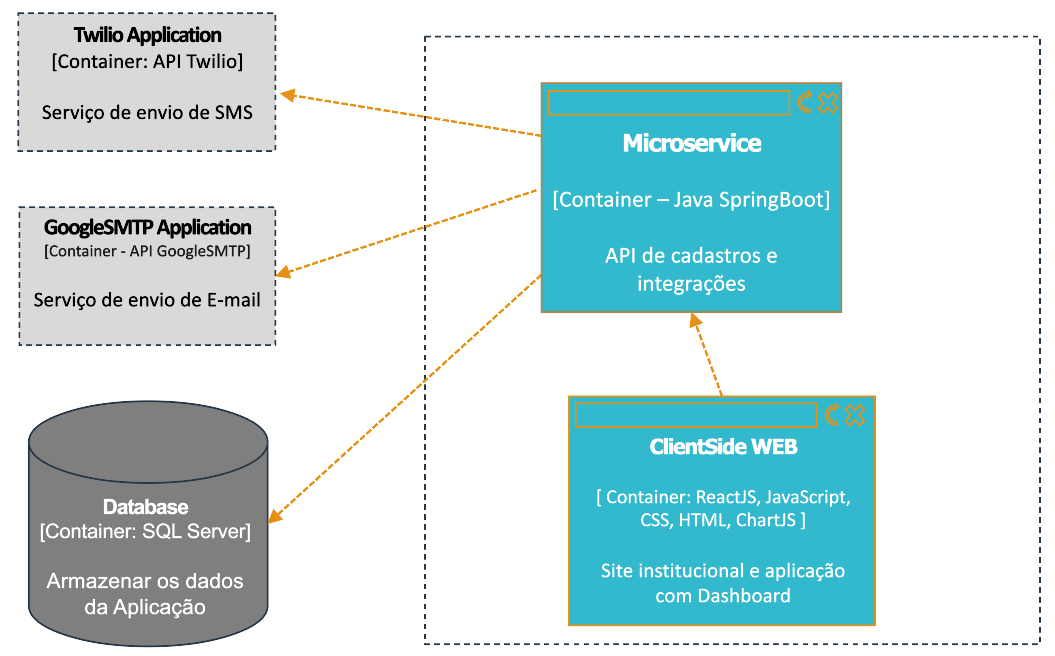 Twilio Application
[Container: API Twilio]
Serviço de envio de SMS
GoogleSMTP Application
[Container - API GoogleSMTP]
Serviço de envio de E-mail
Database
[Container: SQL Server]
Armazenar os dados
da Aplicação
Microservice
[Container – Java SpringBoot]
API de cadastros e
integrações
ClientSide WEB
[ Container: ReactJS, JavaScript,
CSS, HTML, ChartJS ]
Site institucional e aplicação
com Dashboard